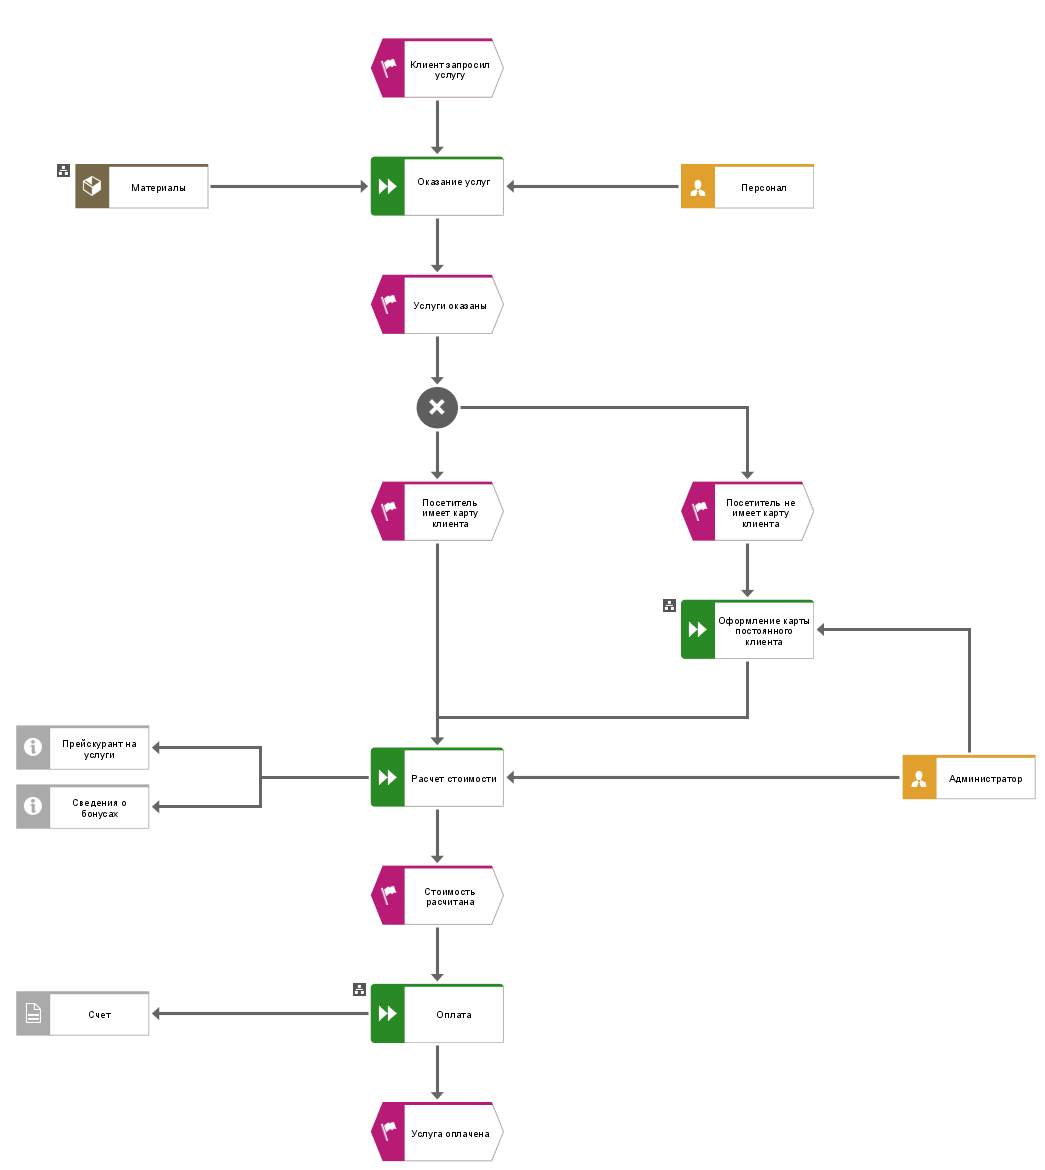 Клиент запросил
услугу
Материалы
Оказание услуг
Персонал
Услуги оказаны
Посетитель
имеет карту
клиента
Посетитель не
имеет карту
клиента
Оформление карты
постоянного
клиента
Прейскурант на
услуги
Сведения о
бонусах
Расчет стоимости
Администратор
Стоимость
расчитана
Счет
Оплата
Услуга оплачена